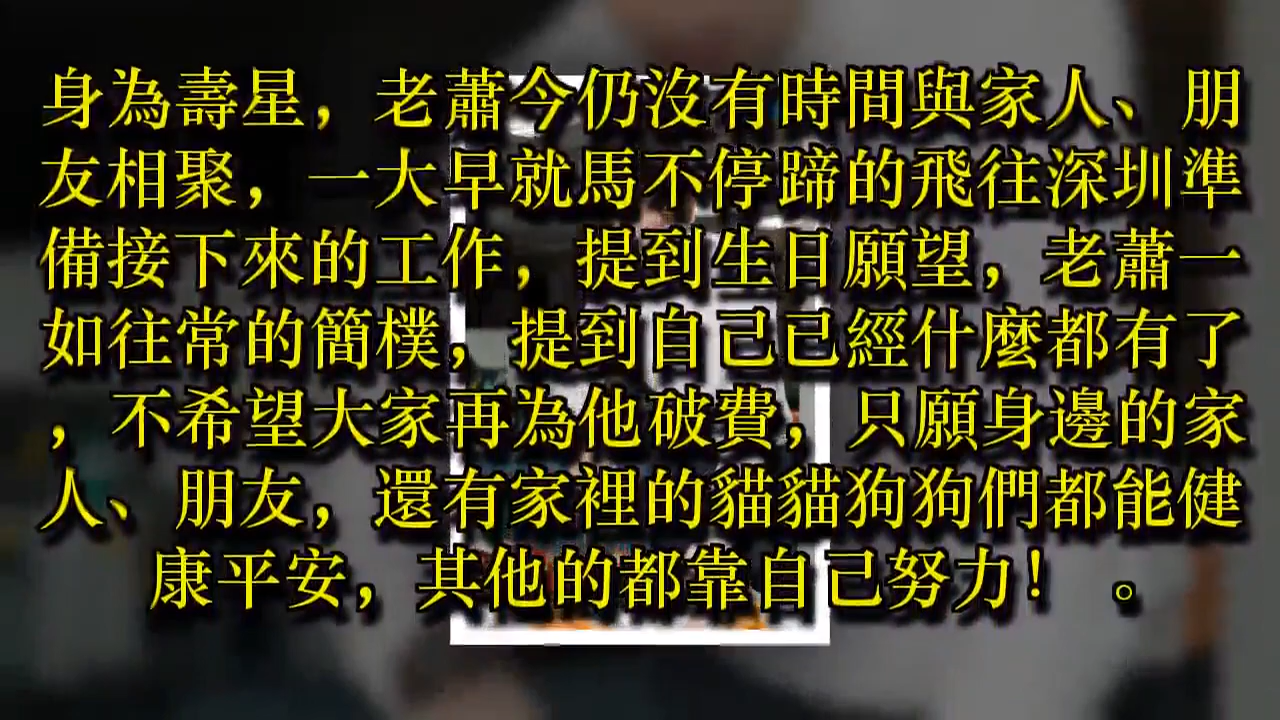 身為壽星，老蕭今仍沒有時間與家人、朋
友相聚，一大早就馬不停蹄的飛往深圳準
備接下來的工作，提到生日願望，老蕭一
如往常的簡樸，提到自己已經什麼都有了
，不希望大家再為他破費，只願身邊的家
人、朋友，還有家裡的貓貓狗狗們都能健
康平安，其他的都靠自己努力！ 。